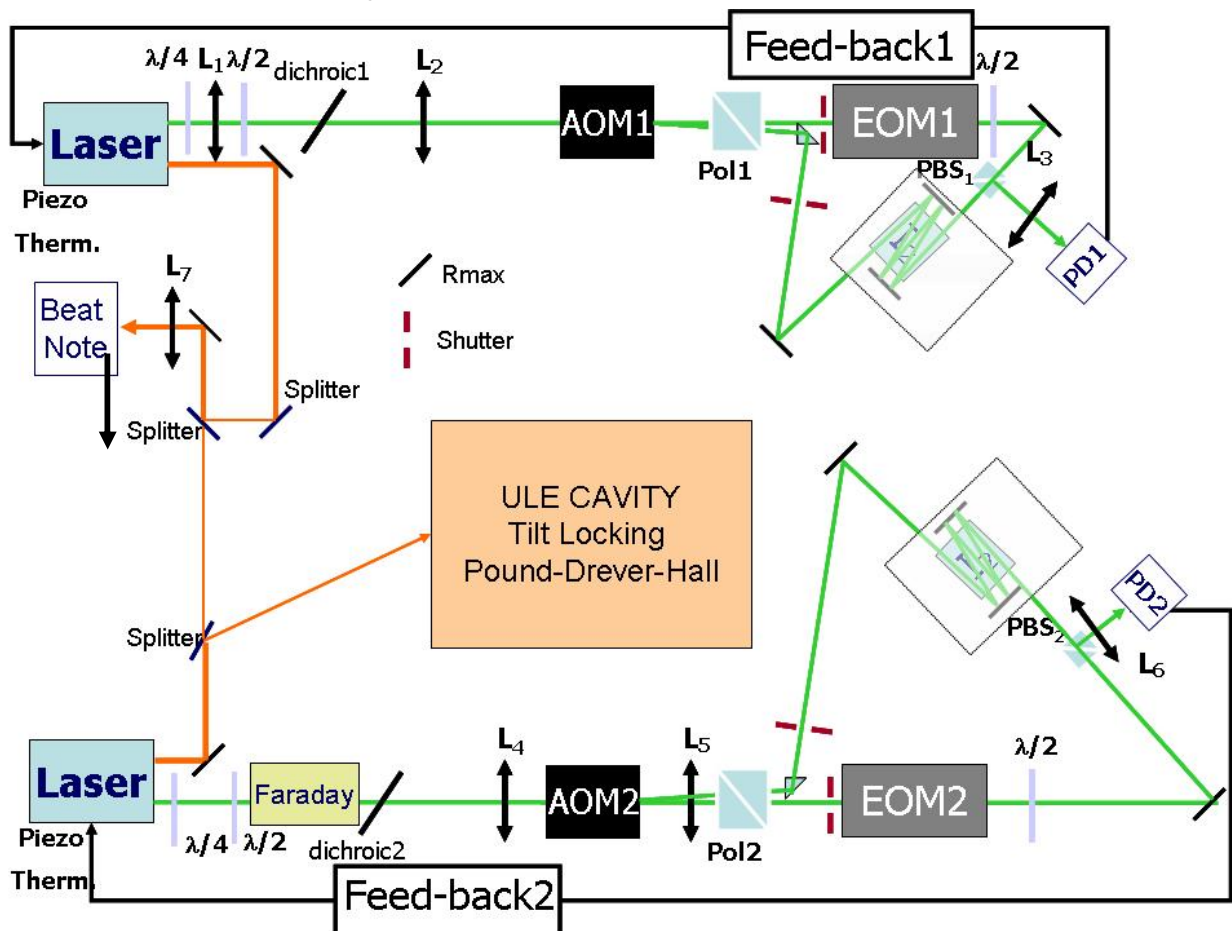 Feed-back1
λ/4 L1 λ/2 dichroic1 L2
λ/2
Laser
AOM1
EOM1
Pol1
PBS1
L3
Piezo
Therm.
I2
PD1
L7
Rmax
Beat
Note
Shutter
Splitter
Splitter
ULE CAVITY
Tilt Locking
Pound-Drever-Hall
I2
PD2
Splitter
PBS2
L6
L4
L5
λ/2
Laser
Faraday
AOM2
EOM2
Piezo
λ/4 λ/2 dichroic2
Pol2
Therm.
Feed-back2